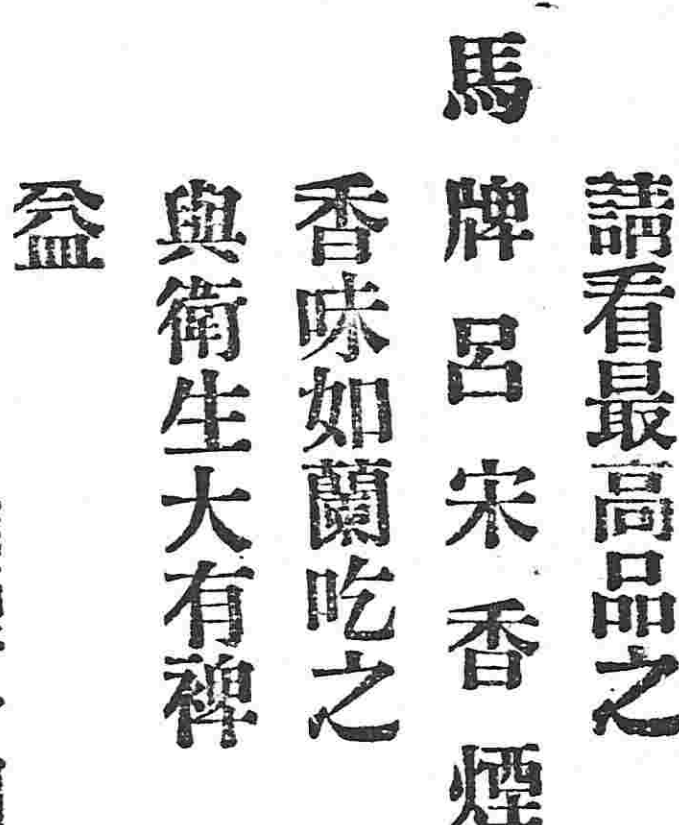 請看最高品之
馬牌呂宋香煙
香味如蘭吃之
與衛生大有裨
益